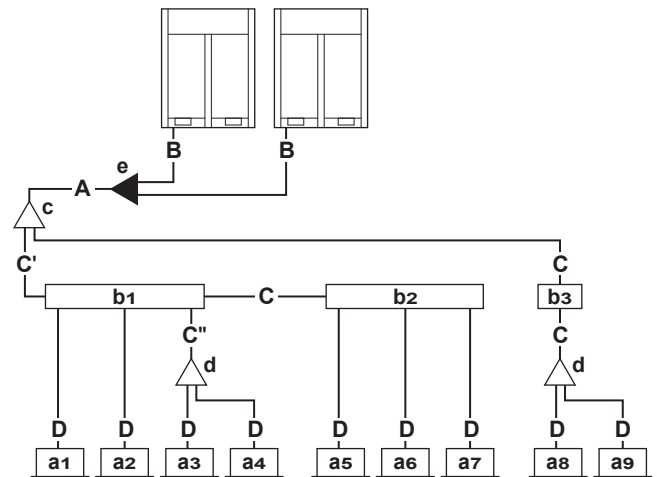 B B
e
A
c
C' C
b1 C b2 b3
C" C
d d
D D D D D D D D D
a1 a2 a3 a4 a5 a6 a7 a8 a9